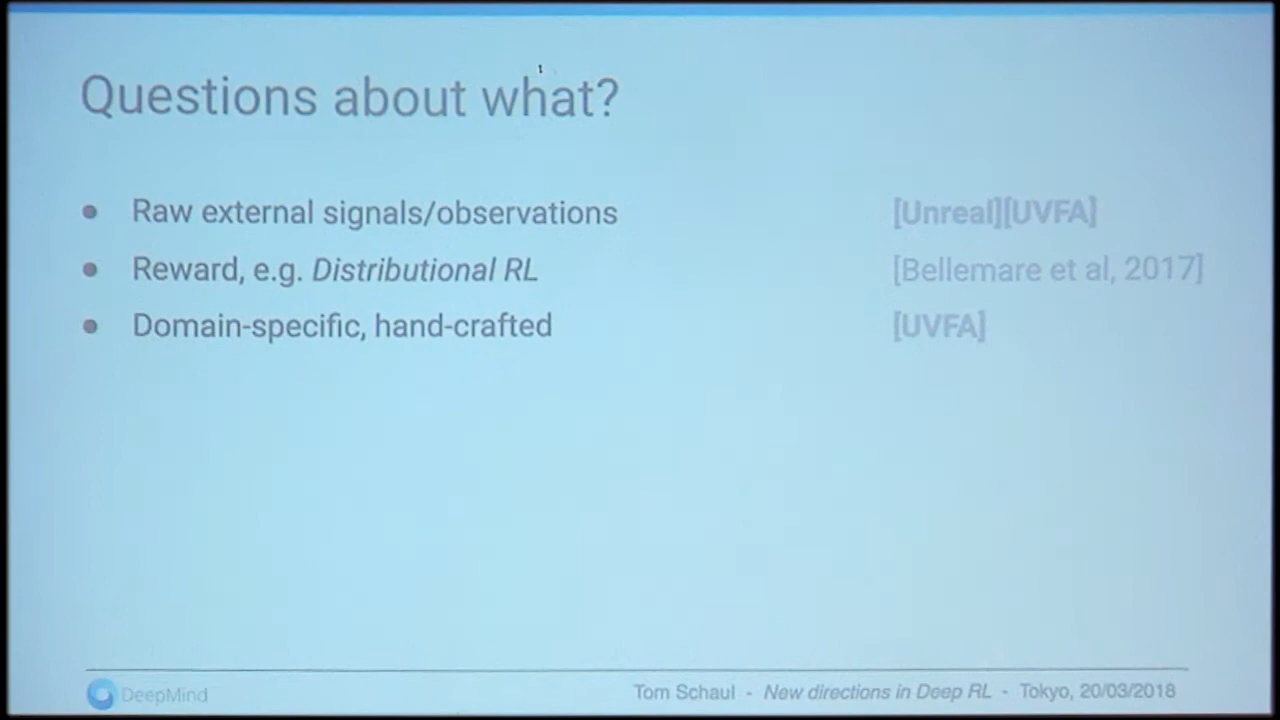 Questions about what?
Raw external signals/observations [Unreal][UVFA]
Reward, e.g. Distributional RL [Bellemare et al, 2017]
Domain-specific, hand-crafted [UVFA]
DeepMind Tom Schaul - New directions in Deep RL - Tokyo, 20/03/2018